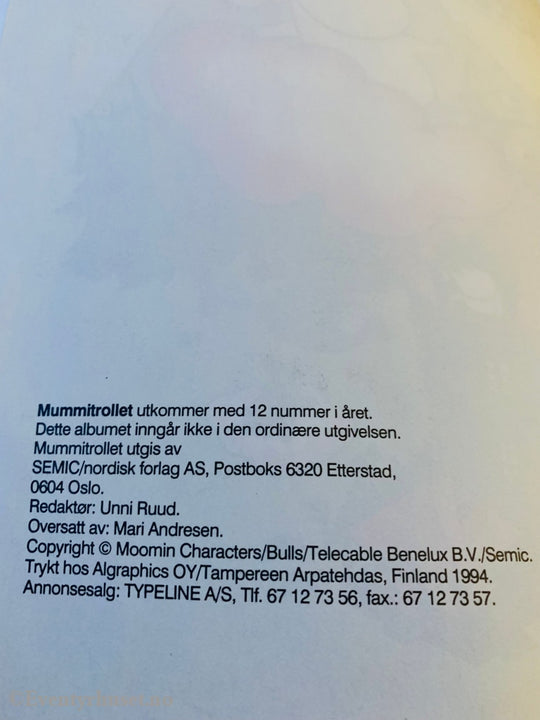 Mummitrollet utkommer med 12 nummer i året.
Dette albumet inngår ikke i den ordinære utgivelsen.
Mummitrollet utgis av
SEMIC/nordisk forlag AS, Postboks 6320 Etterstad,
0604 Oslo.
Redaktør: Unni Ruud.
Oversatt av: Mari Andresen.
Copyright © Moomin Characters/Bulls/Telecable Benelux B.V./Semic.
Trykt hos Algraphics OY/Tampereen Arpatehdas, Finland 1994.
Annonsesalg: TYPELINE A/S, Tlf. 67 12 73 56, fax.: 67 12 73 57.